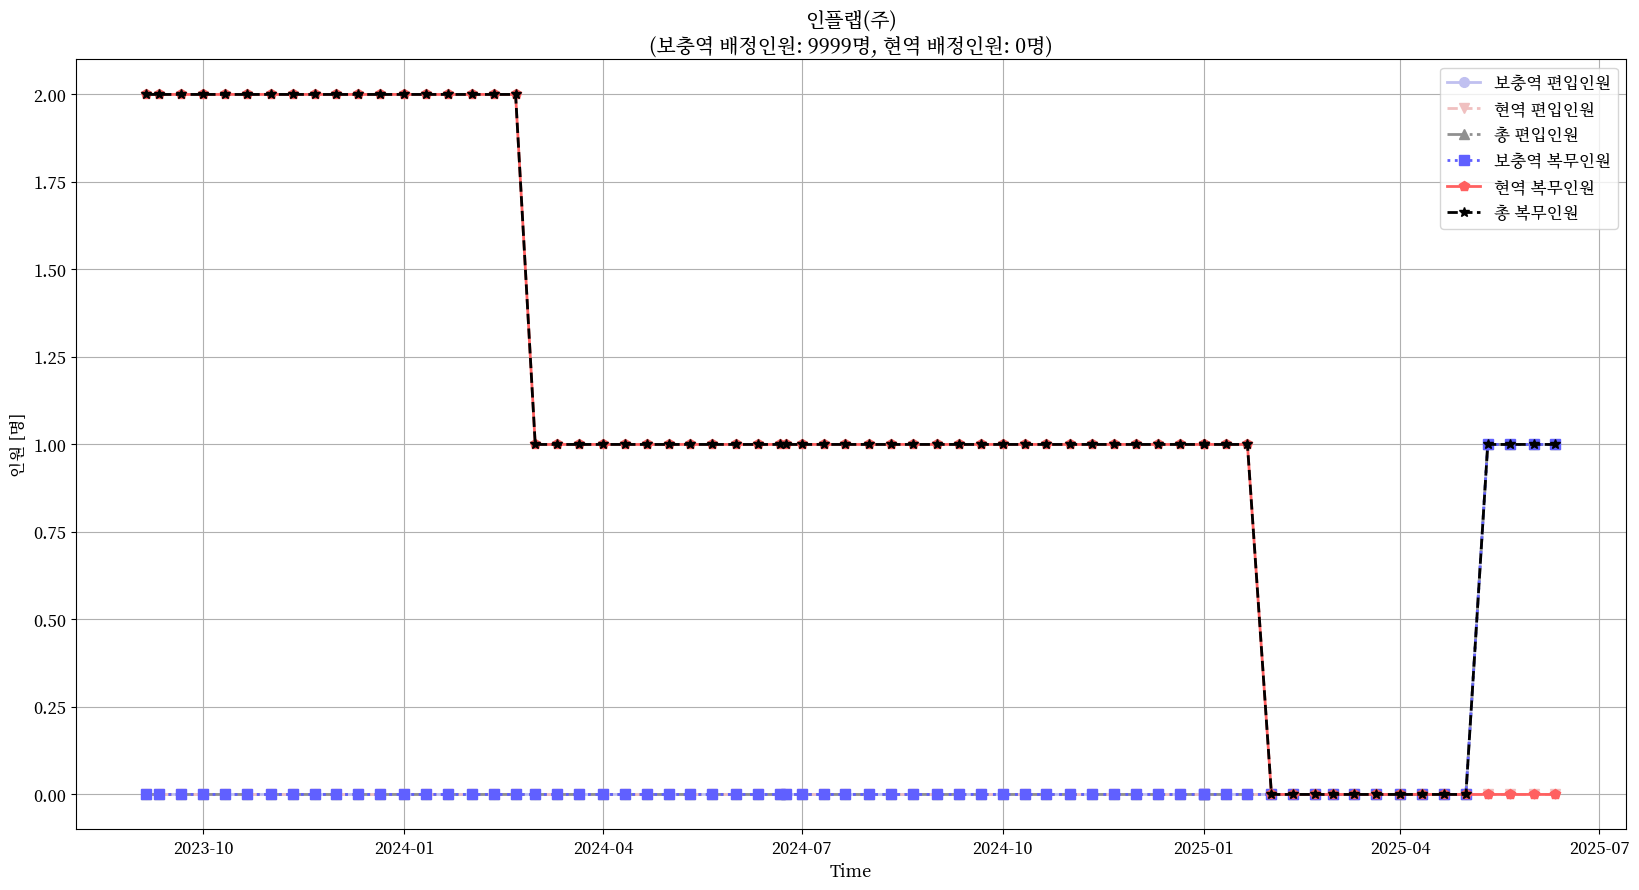 인플랩(주)
(보충역 배정인원: 9999명, 현역 배정인원: 0명)
보충역 편입인원
현역 편입인원
총 편입인원
보충역 복무인원
현역 복무인원
총 복무인원
인원 [명]
2.00
1.75
1.50
1.25
1.00
0.75
0.50
0.25
0.00
2023-10
2024-01
2024-04
2024-07
2024-10
2025-01
2025-04
2025-07
Time